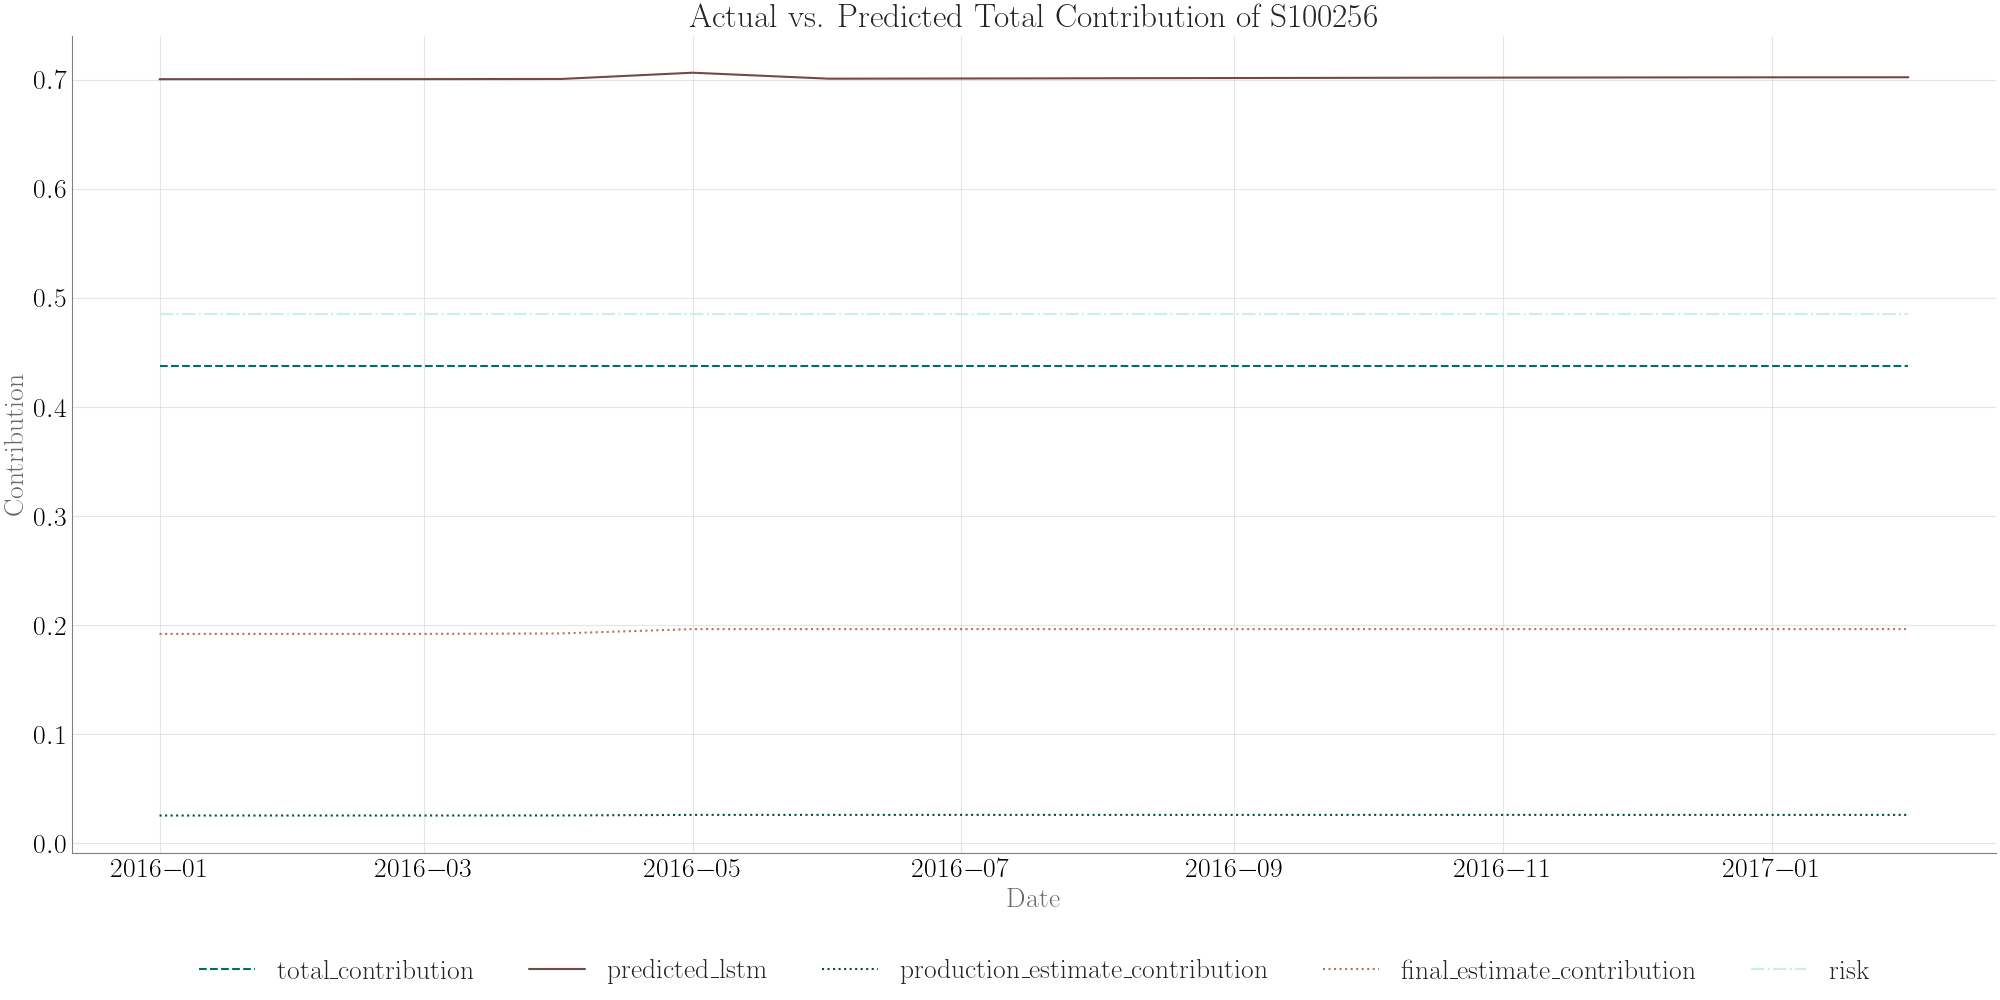 Actual vs. Predicted Total Contribution of S100256
Contribution
0.7
0.6
0.5
0.4
0.3
0.2
0.1
0.0
2016–01 2016–03 2016–05 2016–07 2016–09 2016–11 2017–01
Date
total_contribution predicted_lstm production_estimate_contribution final_estimate_contribution risk